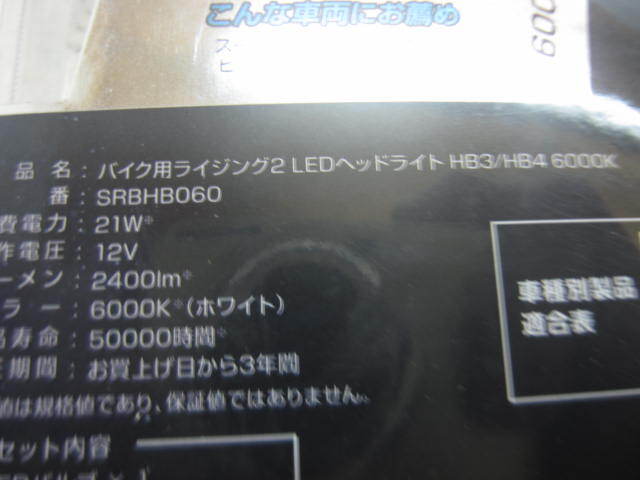 こんな車両にお薦め
ス
ヒ
600
品 名：バイク用ライジング2 LEDヘッドライト HB3/HB4 6000K
番：SRBHB060
費電力：21W※
作電圧：12V
ーメン：2400lm※
ラー：6000K※(ホワイト)
品寿命：50000時間※
期間：お買上げ日から3年間
値は規格値であり、保証値ではありません。
車種別製品
適合表
セット内容